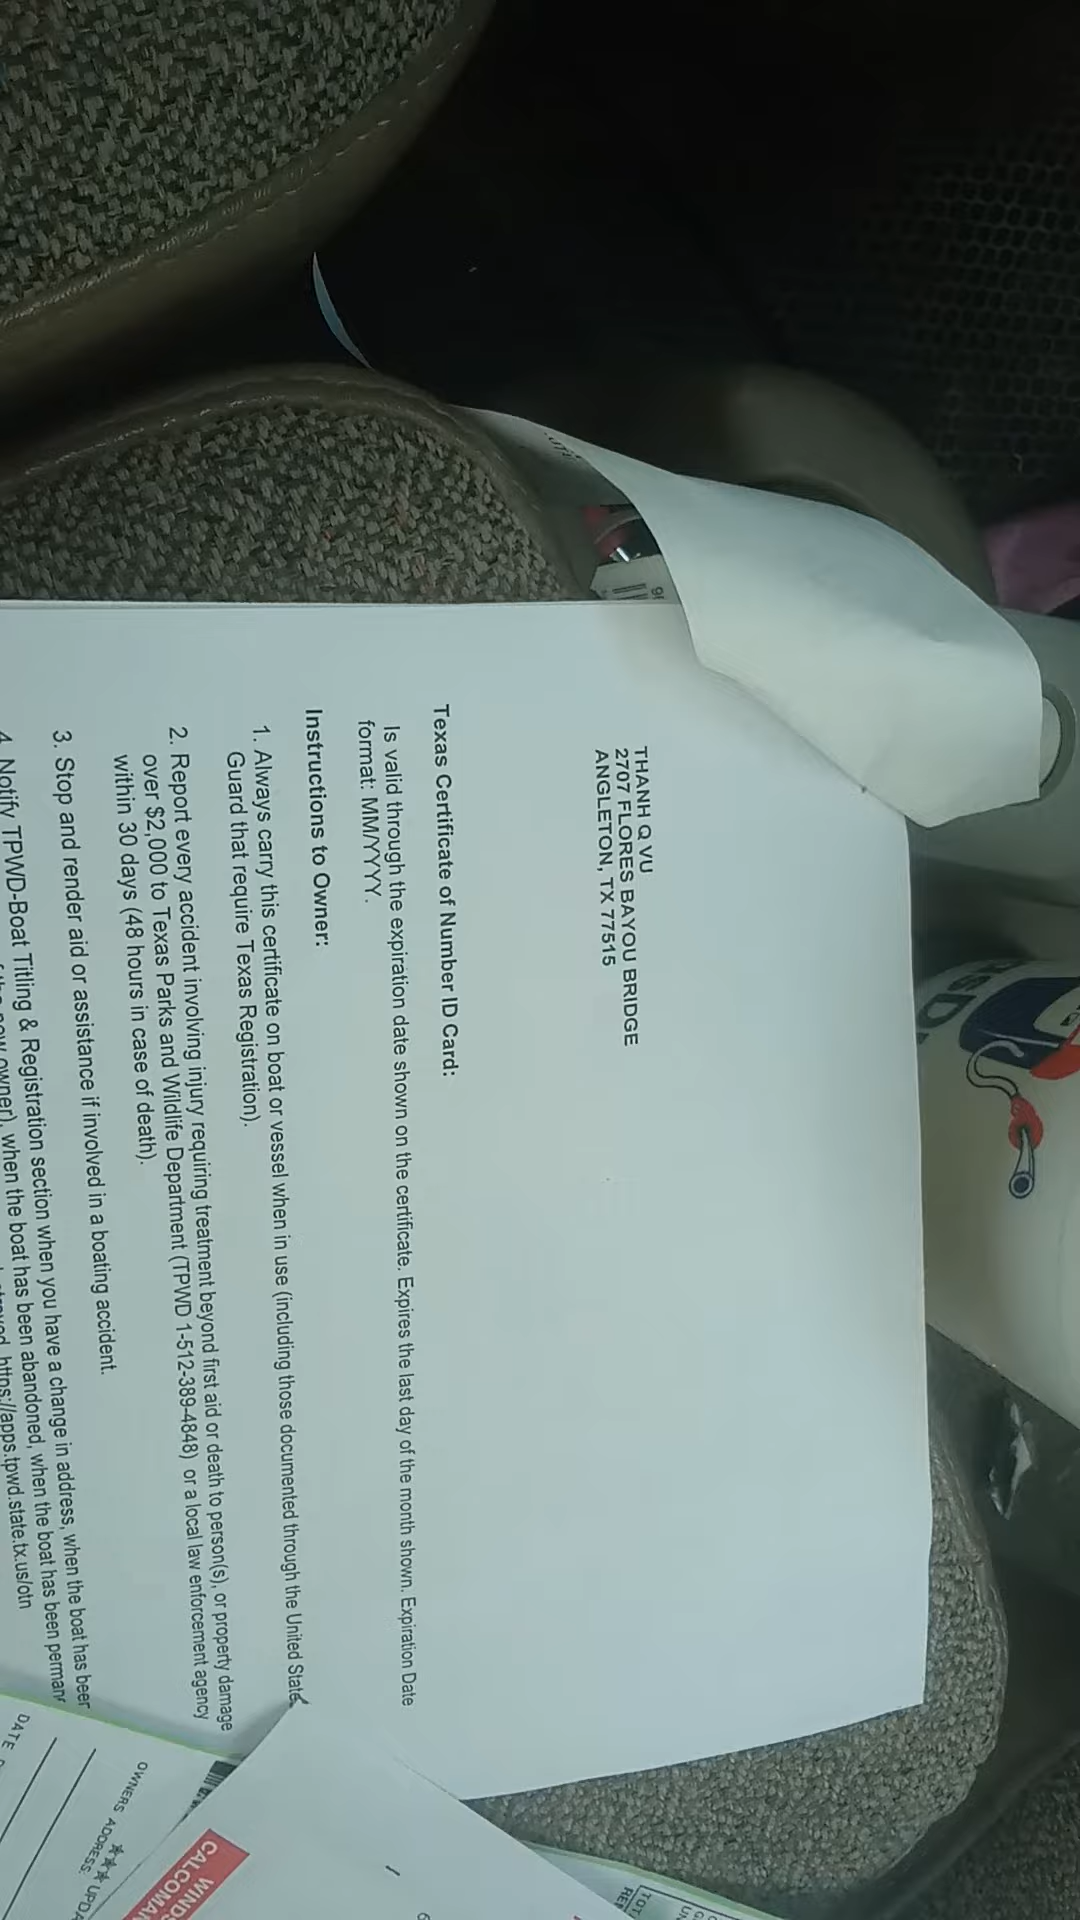 THANH Q VU
2707 FLORES BAYOU BRIDGE
ANGLETON, TX 77515
Texas Certificate of Number ID Card:
Is valid through the expiration date shown on the certificate. Expires the last day of the month shown. Expiration Date
format: MM/YYYY.
Instructions to Owner:
1. Always carry this certificate on boat or vessel when in use (including those documented through the United State
Guard that require Texas Registration).
2. Report every accident involving injury requiring treatment beyond first aid or death to person(s), or property damage
over $2,000 to Texas Parks and Wildlife Department (TPWD 1-512-389-4848) or a local law enforcement agency
within 30 days (48 hours in case of death).
3. Stop and render aid or assistance if involved in a boating accident.
4. Notify TPWD-Boat Titling & Registration section when you have a change in address, when the boat has been
new owner), when the boat has been abandoned, when the boat has been
https://apps.tpwd.state.tx.us/otn
OWNERS ADDRESS:
*** UPDA
DATE
WINDS
CALCOMA
TOT
REG